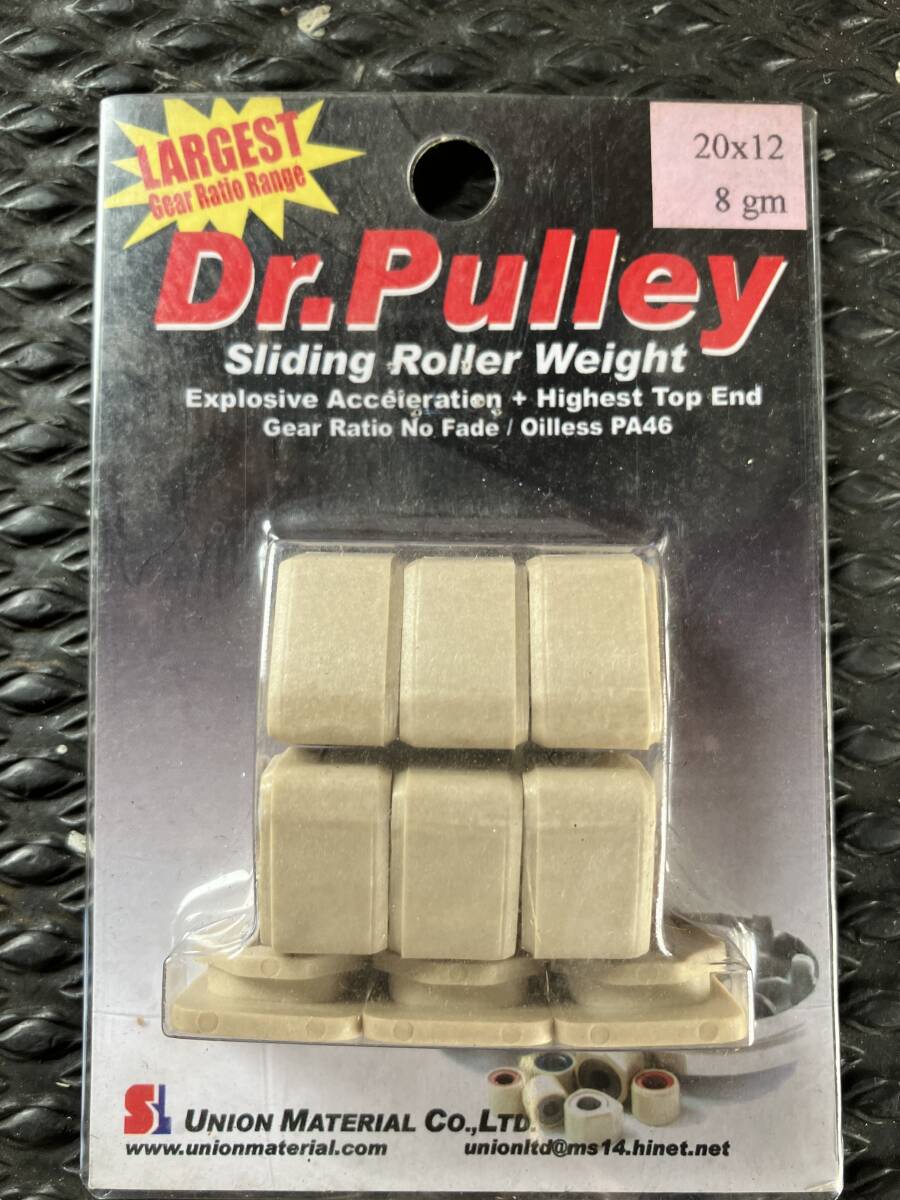 LARGEST
Gear Ratio Range
20x12
8 gm
Dr.Pulley
Sliding Roller Weight
Explosive Acceleration + Highest Top End
Gear Ratio No Fade / Oilless PA46
SL UNION MATERIAL CO.,LTD.
www.unionmaterial.com unionltd@ms14.hinet.net